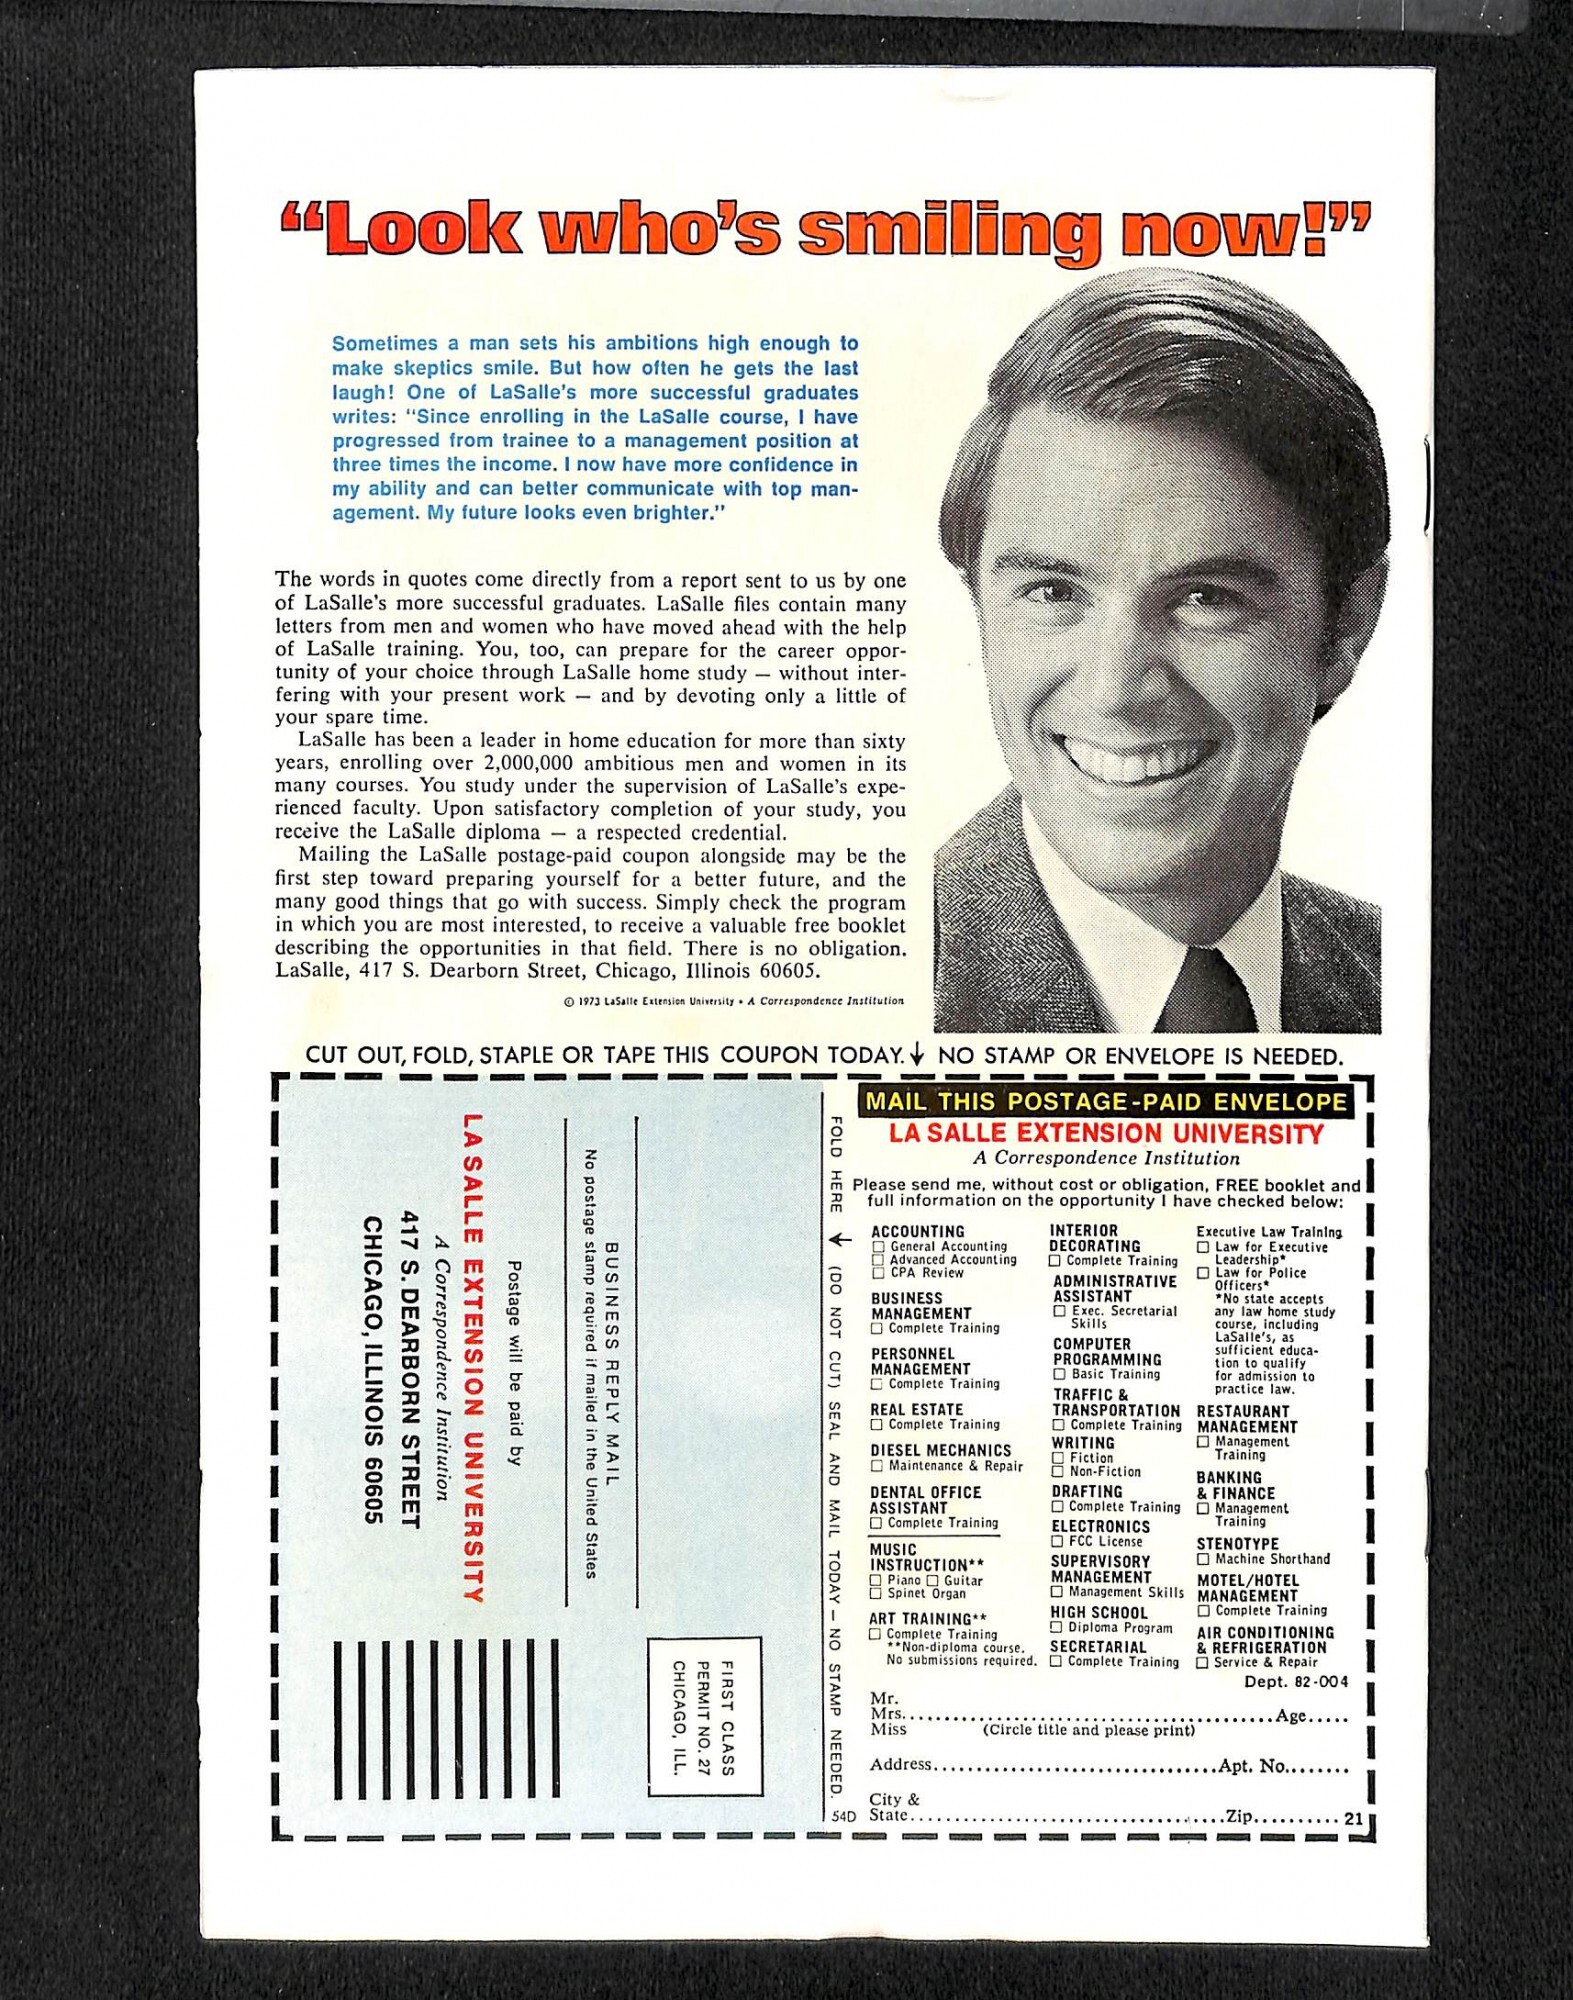 “Look who’s smiling now!”
Sometimes a man sets his ambitions high enough to
make skeptics smile. But how often he gets the last
laugh! One of LaSalle's more successful graduates
writes: "Since enrolling in the LaSalle course, I have
progressed from trainee to a management position at
three times the income. I now have more confidence in
my ability and can better communicate with top man-
agement. My future looks even brighter."
The words in quotes come directly from a report sent to us by one
of LaSalle's more successful graduates. LaSalle files contain many
letters from men and women who have moved ahead with the help
of LaSalle training. You, too, can prepare for the career oppor-
tunity of your choice through LaSalle home study — without inter-
fering with your present work — and by devoting only a little of
your spare time.
LaSalle has been a leader in home education for more than sixty
years, enrolling over 2,000,000 ambitious men and women in its
many courses. You study under the supervision of LaSalle's expe-
rienced faculty. Upon satisfactory completion of your study, you
receive the LaSalle diploma — a respected credential.
Mailing the LaSalle postage-paid coupon alongside may be the
first step toward preparing yourself for a better future, and the
many good things that go with success. Simply check the program
in which you are most interested, to receive a valuable free booklet
describing the opportunities in that field. There is no obligation.
LaSalle, 417 S. Dearborn Street, Chicago, Illinois 60605.
© 1973 LaSalle Extension University • A Correspondence Institution
CUT OUT, FOLD, STAPLE OR TAPE THIS COUPON TODAY. ↓ NO STAMP OR ENVELOPE IS NEEDED.
FIRST CLASS
PERMIT NO. 27
CHICAGO, ILL.
BUSINESS REPLY MAIL
No postage stamp required if mailed in the United States
Postage will be paid by
LA SALLE EXTENSION UNIVERSITY
A Correspondence Institution
417 S. DEARBORN STREET
CHICAGO, ILLINOIS 60605
FOLD HERE ↓ (DO NOT CUT) SEAL AND MAIL TODAY — NO STAMP NEEDED.
MAIL THIS POSTAGE-PAID ENVELOPE
LA SALLE EXTENSION UNIVERSITY
A Correspondence Institution
Please send me, without cost or obligation, FREE booklet and
full information on the opportunity I have checked below:
ACCOUNTING
☐ General Accounting
☐ Advanced Accounting
☐ CPA Review
BUSINESS
MANAGEMENT
☐ Complete Training
PERSONNEL
MANAGEMENT
☐ Complete Training
REAL ESTATE
☐ Complete Training
DIESEL MECHANICS
☐ Maintenance & Repair
DENTAL OFFICE
ASSISTANT
☐ Complete Training
MUSIC
INSTRUCTION**
☐ Piano ☐ Guitar
☐ Spinet Organ
ART TRAINING**
☐ Complete Training
**Non-diploma course.
No submissions required.
INTERIOR
DECORATING
☐ Complete Training
ADMINISTRATIVE
ASSISTANT
☐ Exec. Secretarial
Skills
COMPUTER
PROGRAMMING
☐ Basic Training
TRAFFIC &
TRANSPORTATION
☐ Complete Training
WRITING
☐ Fiction
☐ Non-Fiction
DRAFTING
☐ Complete Training
ELECTRONICS
☐ FCC License
SUPERVISORY
MANAGEMENT
☐ Management Skills
HIGH SCHOOL
☐ Diploma Program
SECRETARIAL
☐ Complete Training
Executive Law Training
☐ Law for Executive
Leadership*
☐ Law for Police
Officers*
*No state accepts
any law home study
course, including
LaSalle's, as
sufficient educa-
tion to qualify
for admission to
practice law.
RESTAURANT
MANAGEMENT
☐ Management
Training
BANKING
& FINANCE
☐ Management
Training
STENOTYPE
☐ Machine Shorthand
MOTEL/HOTEL
MANAGEMENT
☐ Complete Training
AIR CONDITIONING
& REFRIGERATION
☐ Service & Repair
Dept. 82-004
Mr.
Mrs. Age
Miss (Circle title and please print)
Address Apt. No.
City &
54D State Zip 21